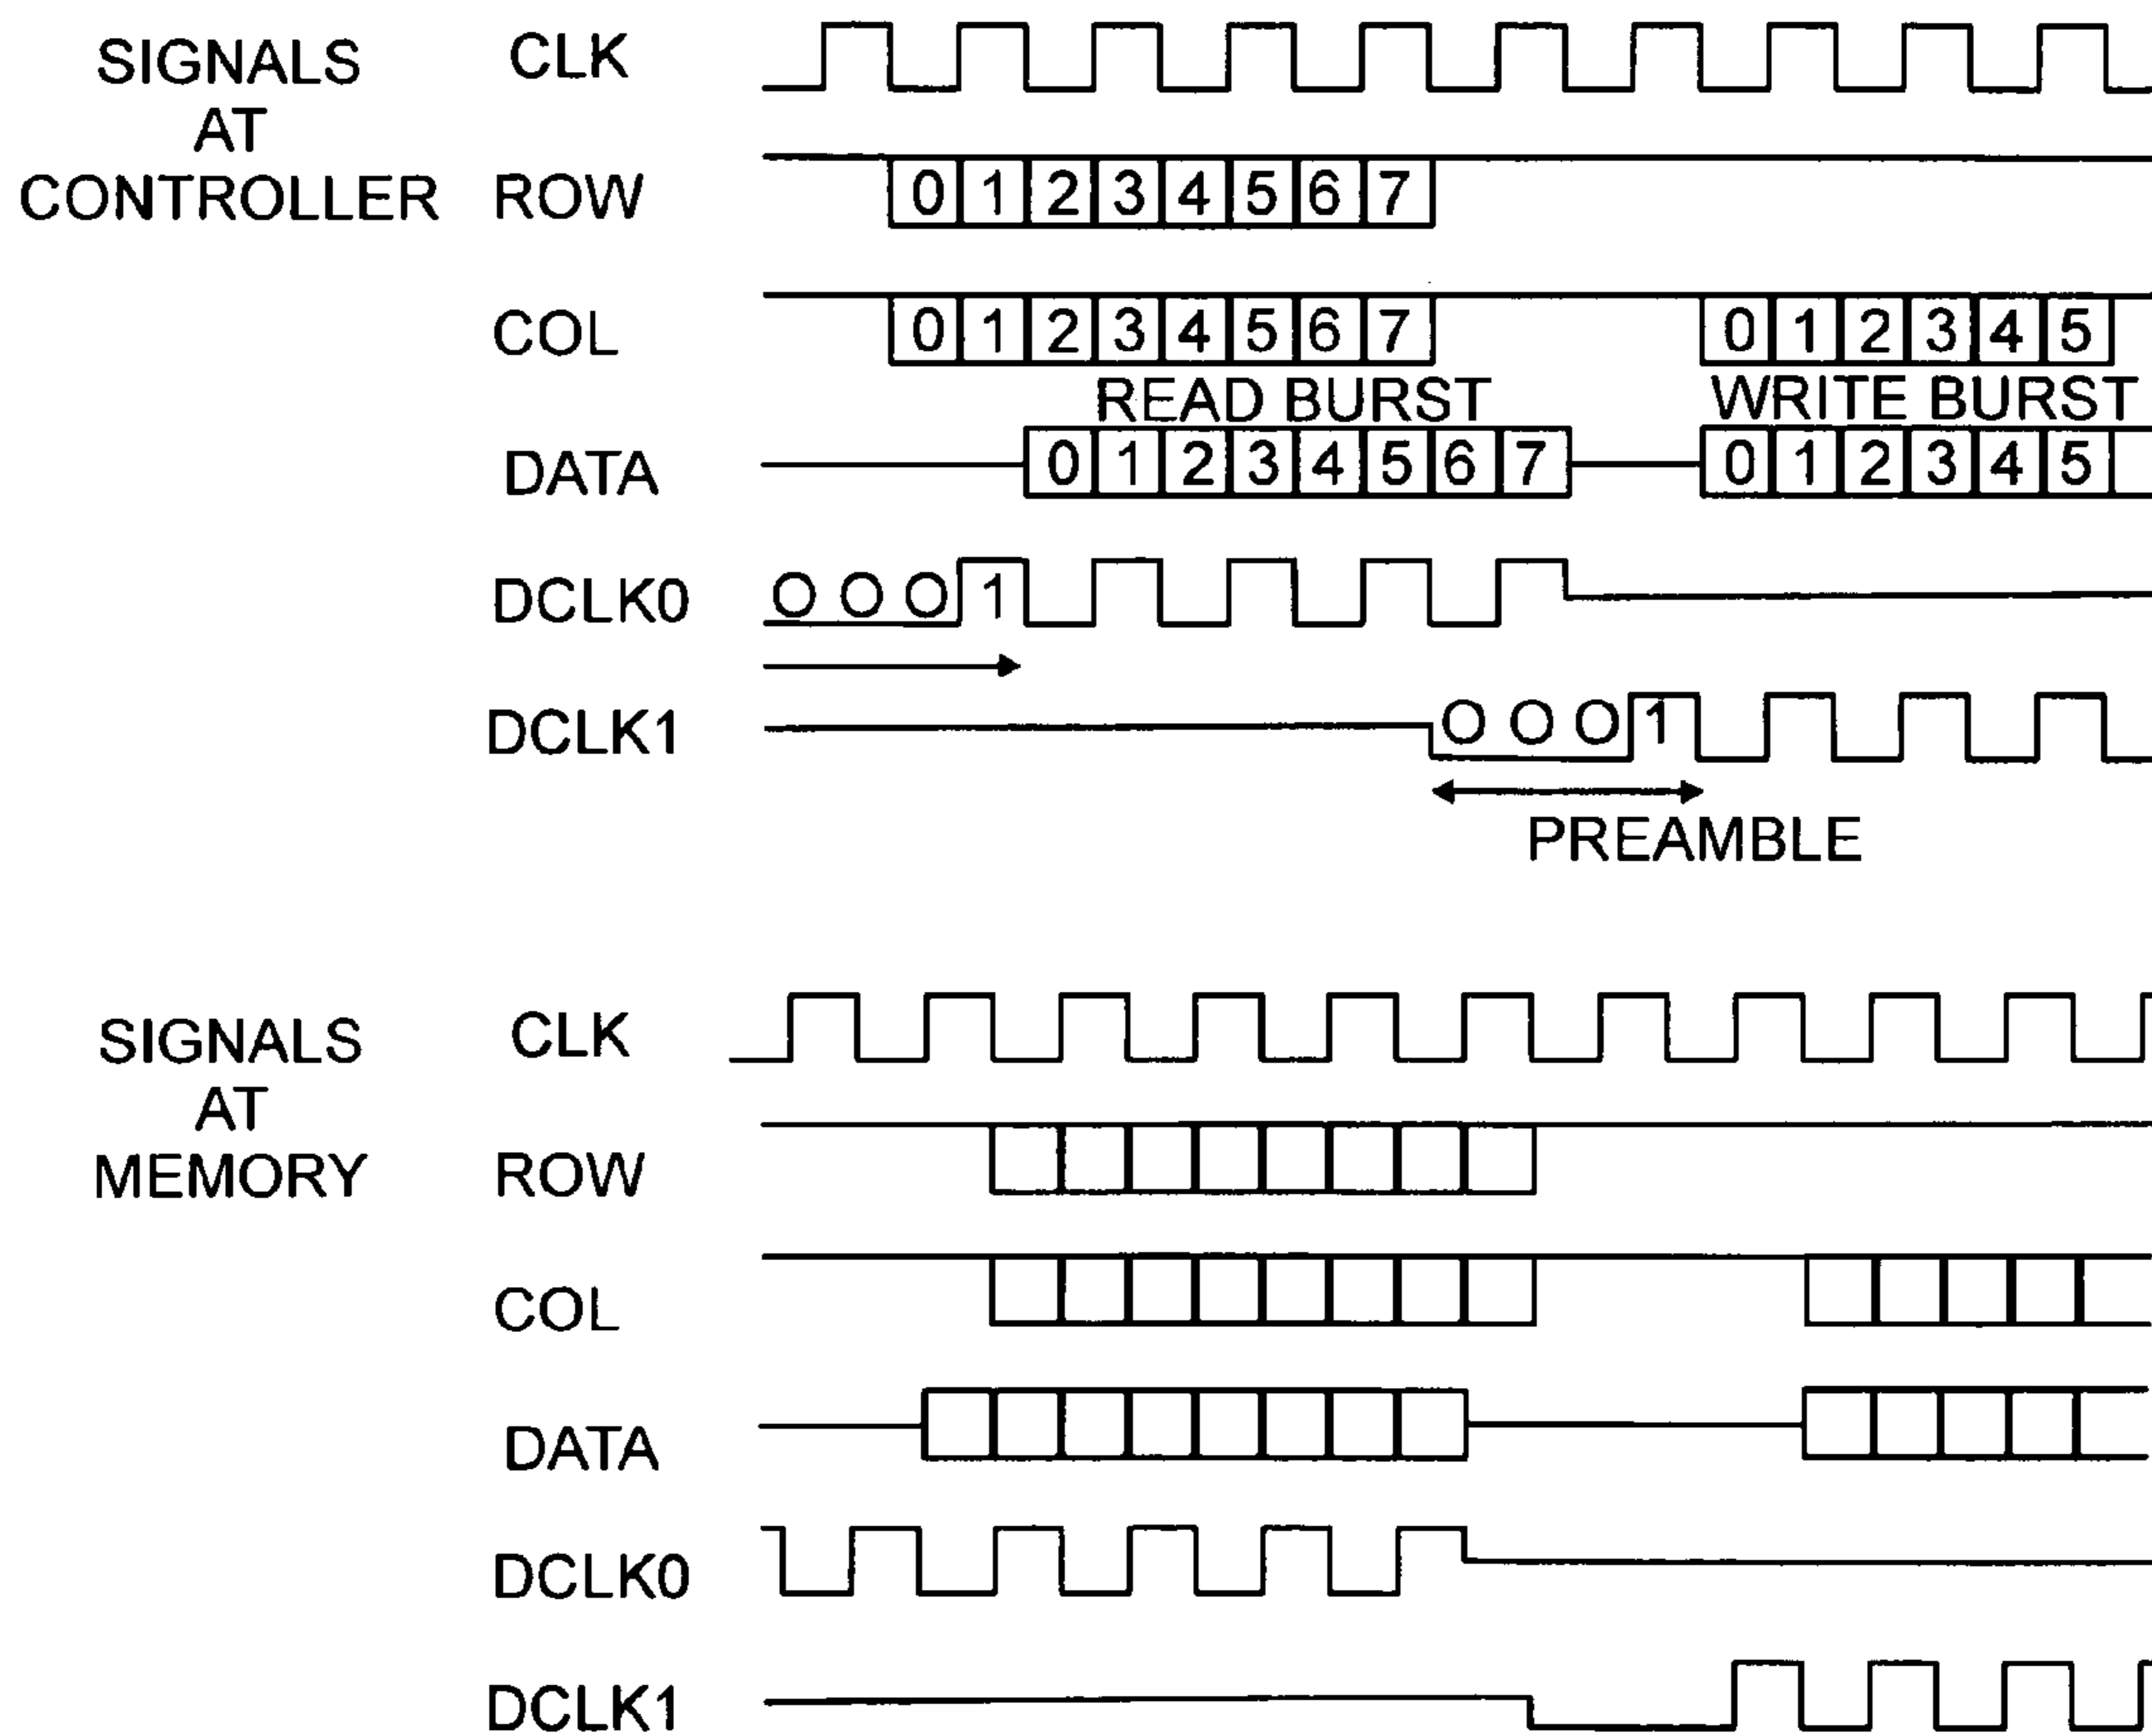 SIGNALS
AT
CONTROLLER
CLK
ROW 0 1 2 3 4 5 6 7
COL 0 1 2 3 4 5 6 7 0 1 2 3 4 5
READ BURST WRITE BURST
DATA 0 1 2 3 4 5 6 7 0 1 2 3 4 5
DCLK0 0 0 0 1
DCLK1 0 0 0 1
PREAMBLE
SIGNALS
AT
MEMORY
CLK
ROW
COL
DATA
DCLK0
DCLK1